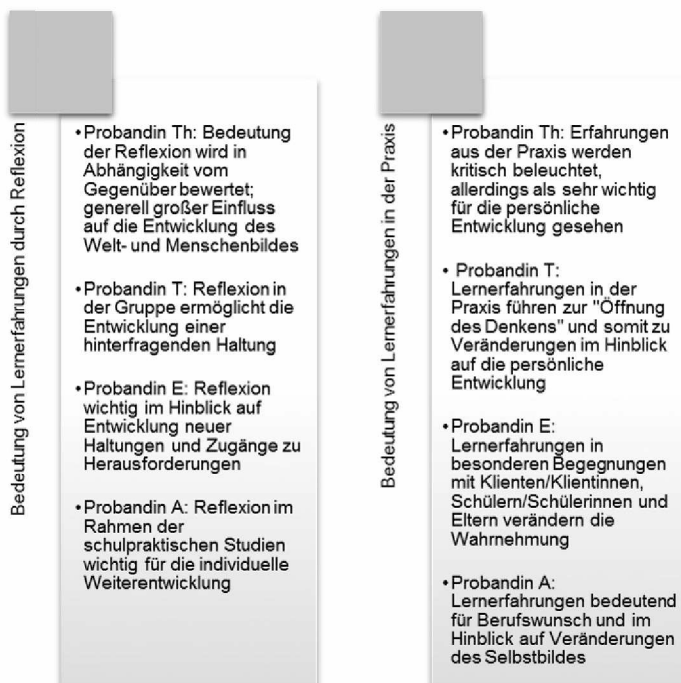 Bedeutung von Lernerfahrungen durch Reflexion
•Probandin Th: Bedeutung
der Reflexion wird in
Abhängigkeit vom
Gegenüber bewertet;
generell großer Einfluss
auf die Entwicklung des
Welt- und Menschenbildes
•Probandin T: Reflexion in
der Gruppe ermöglicht die
Entwicklung einer
hinterfragenden Haltung
•Probandin E: Reflexion
wichtig im Hinblick auf
Entwicklung neuer
Haltungen und Zugänge zu
Herausforderungen
•Probandin A: Reflexion im
Rahmen der
schulpraktischen Studien
wichtig für die individuelle
Weiterentwicklung
Bedeutung von Lernerfahrungen in der Praxis
•Probandin Th: Erfahrungen
aus der Praxis werden
kritisch beleuchtet,
allerdings als sehr wichtig
für die persönliche
Entwicklung gesehen
• Probandin T:
Lernerfahrungen in der
Praxis führen zur "Öffnung
des Denkens" und somit zu
Veränderungen im Hinblick
auf die persönliche
Entwicklung
•Probandin E:
Lernerfahrungen in
besonderen Begegnungen
mit Klienten/Klientinnen,
Schülern/Schülerinnen und
Eltern verändern die
Wahrnehmung
•Probandin A:
Lernerfahrungen bedeutend
für Berufswunsch und im
Hinblick auf Veränderungen
des Selbstbildes